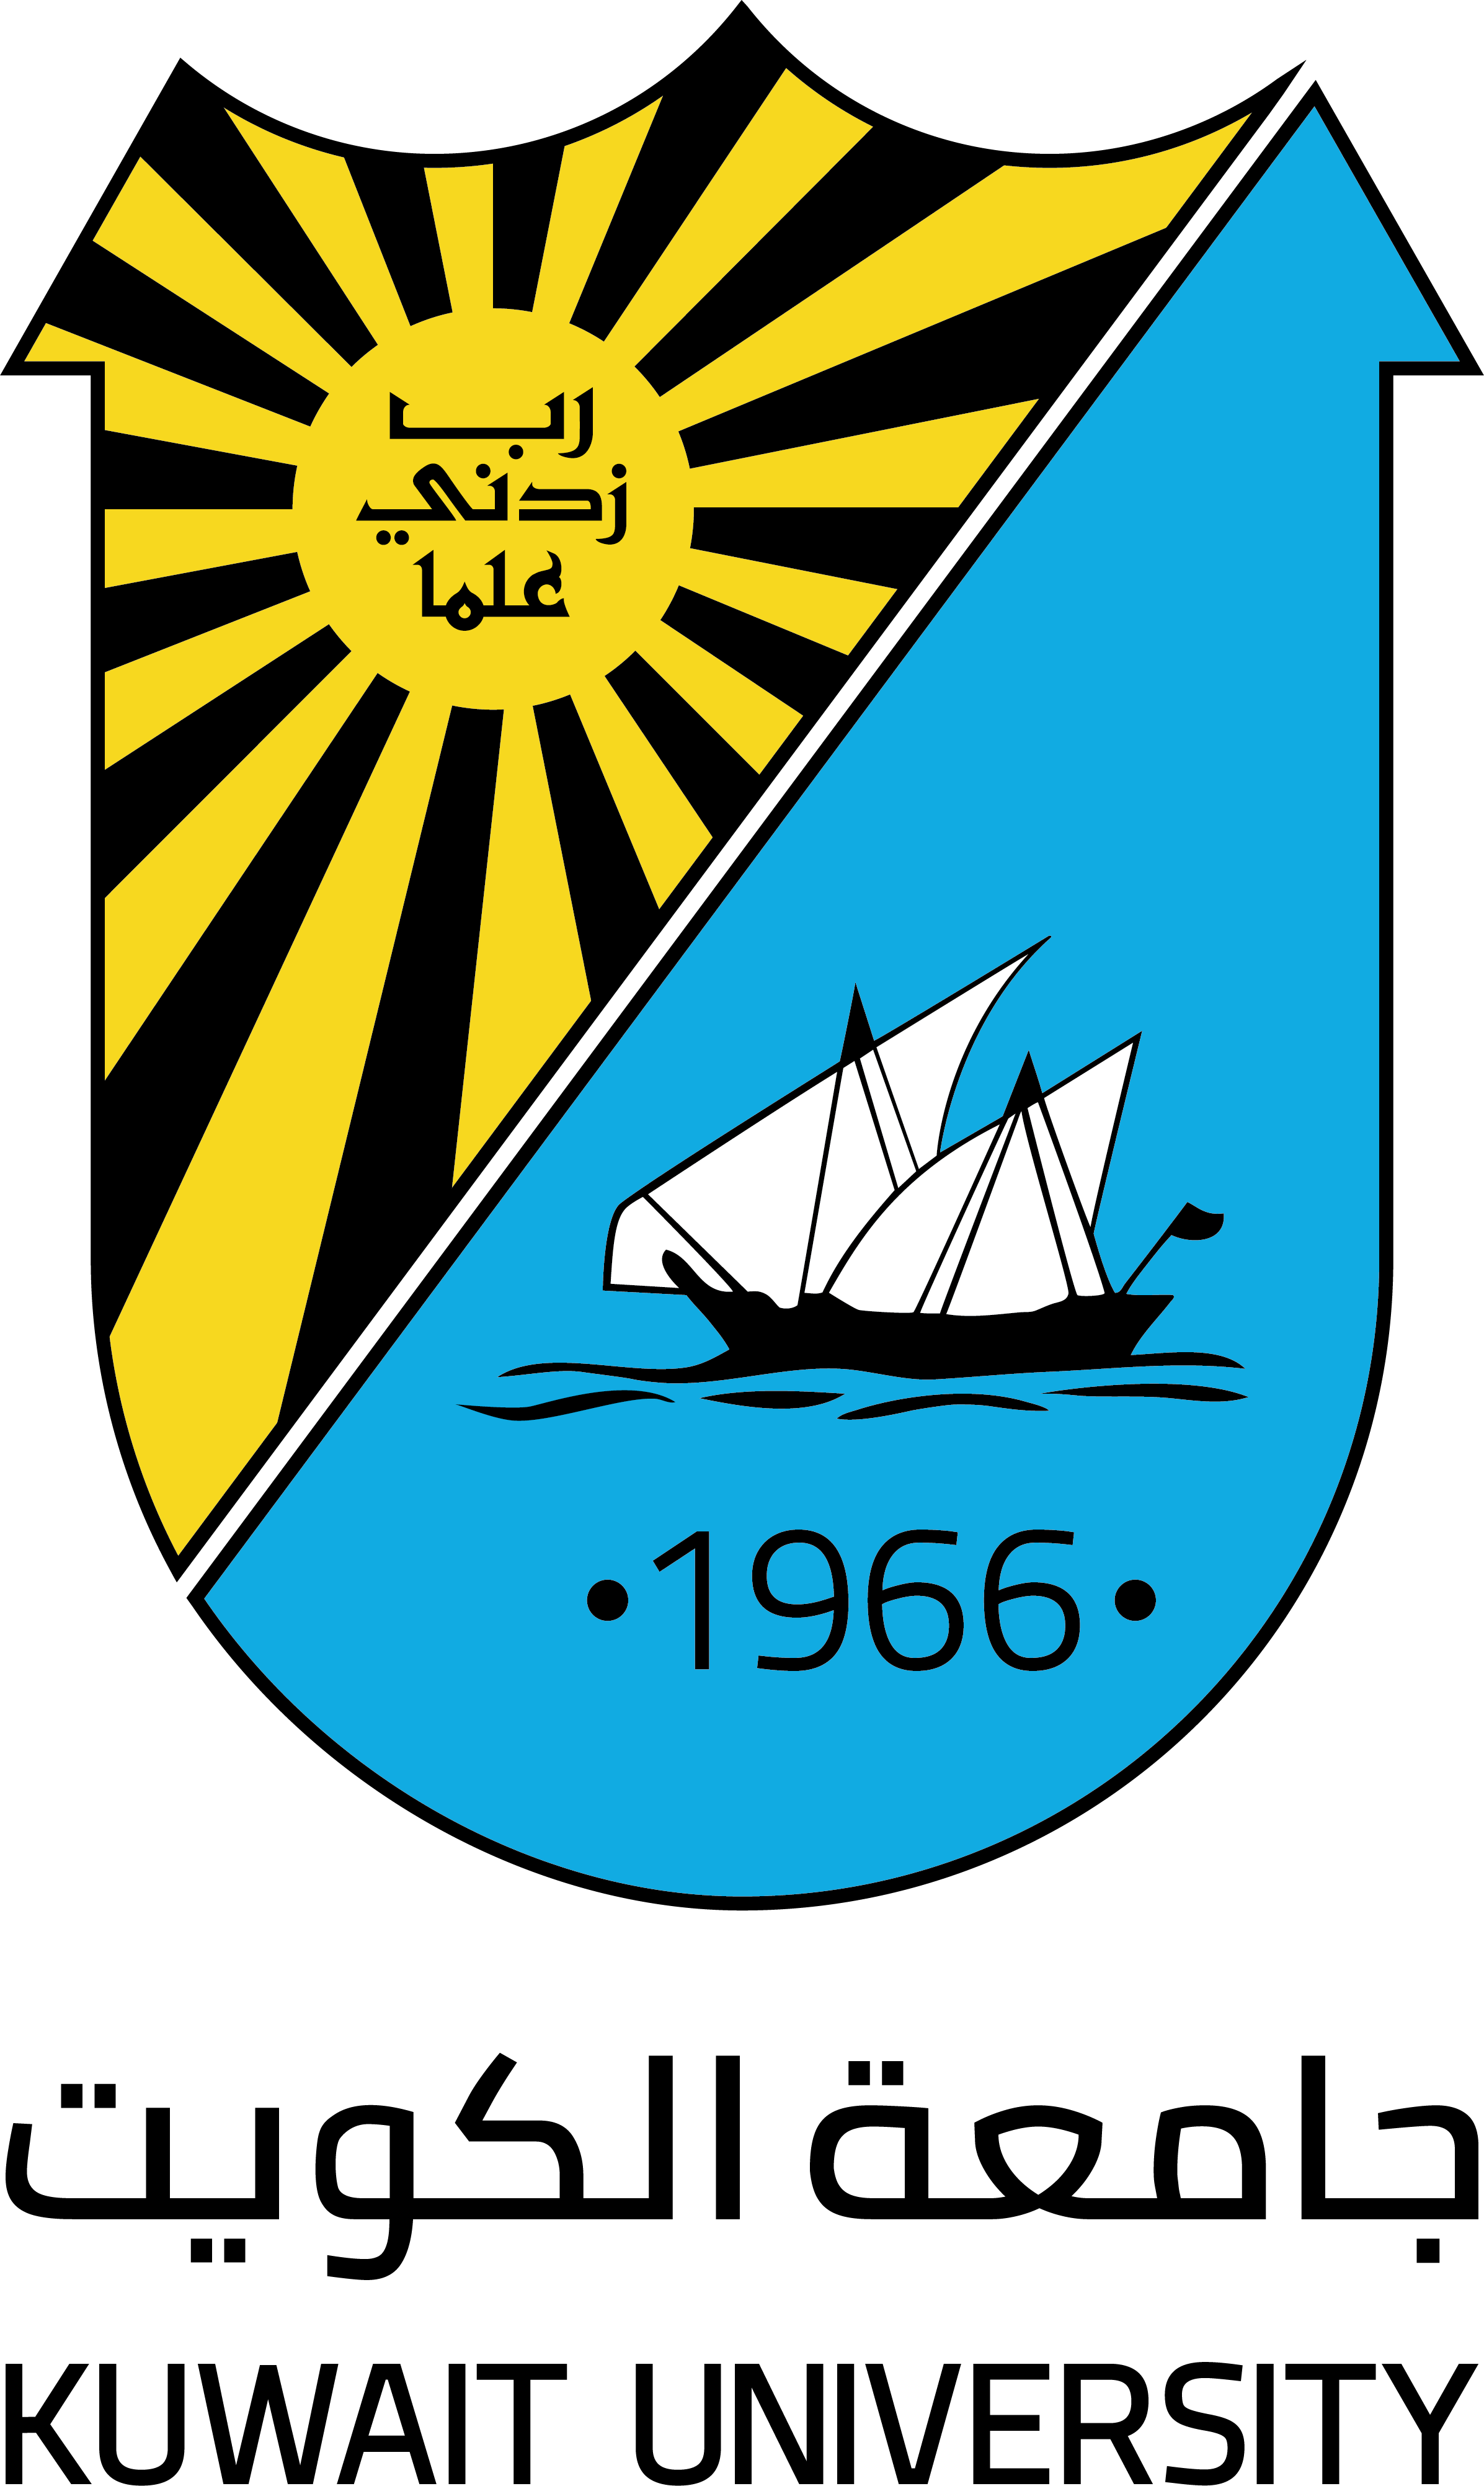 رب
زدني
علما
•1966•
جامعة الكويت
KUWAIT UNIVERSITY